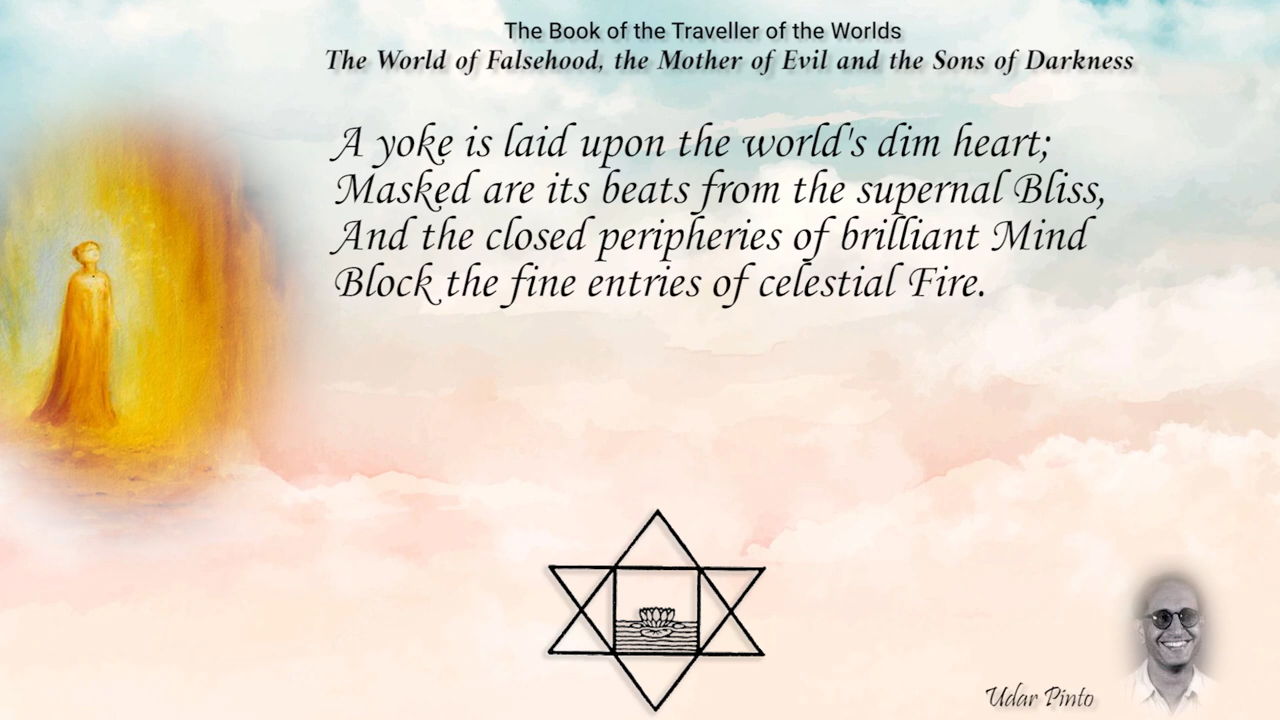 The Book of the Traveller of the Worlds
The World of Falsehood, the Mother of Evil and the Sons of Darkness
A yoke is laid upon the world's dim heart;
Masked are its beats from the supernal Bliss,
And the closed peripheries of brilliant Mind
Block the fine entries of celestial Fire.
Udar Pinto